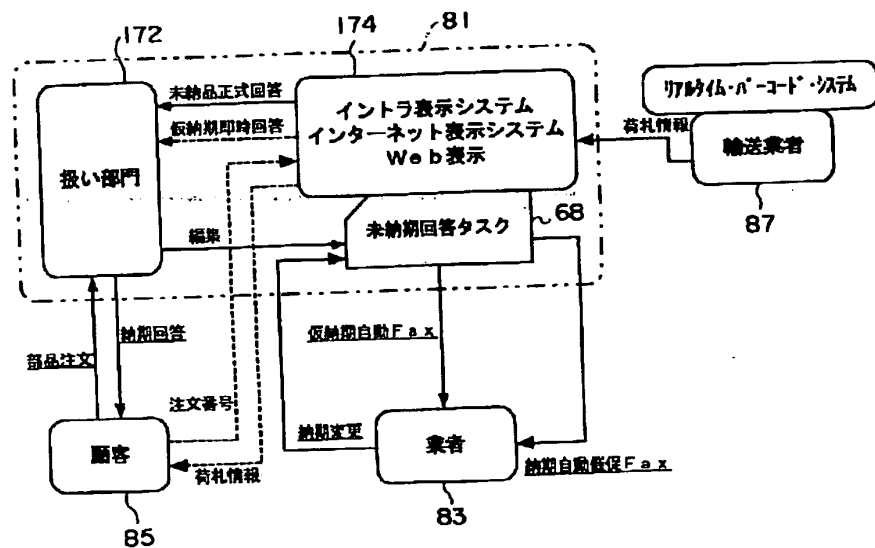 172
174
81
未納品正式回答
仮納期即時回答
扱い部門
イントラ表示システム
インターネット表示システム
Web表示
リアルタイム・バーコード・システム
荷札情報
輸送業者
87
68
未納期回答タスク
編集
納期回答
部品注文
注文番号
仮納期自動Fax
納期変更
顧客
荷札情報
業者
納期自動催促Fax
85
83